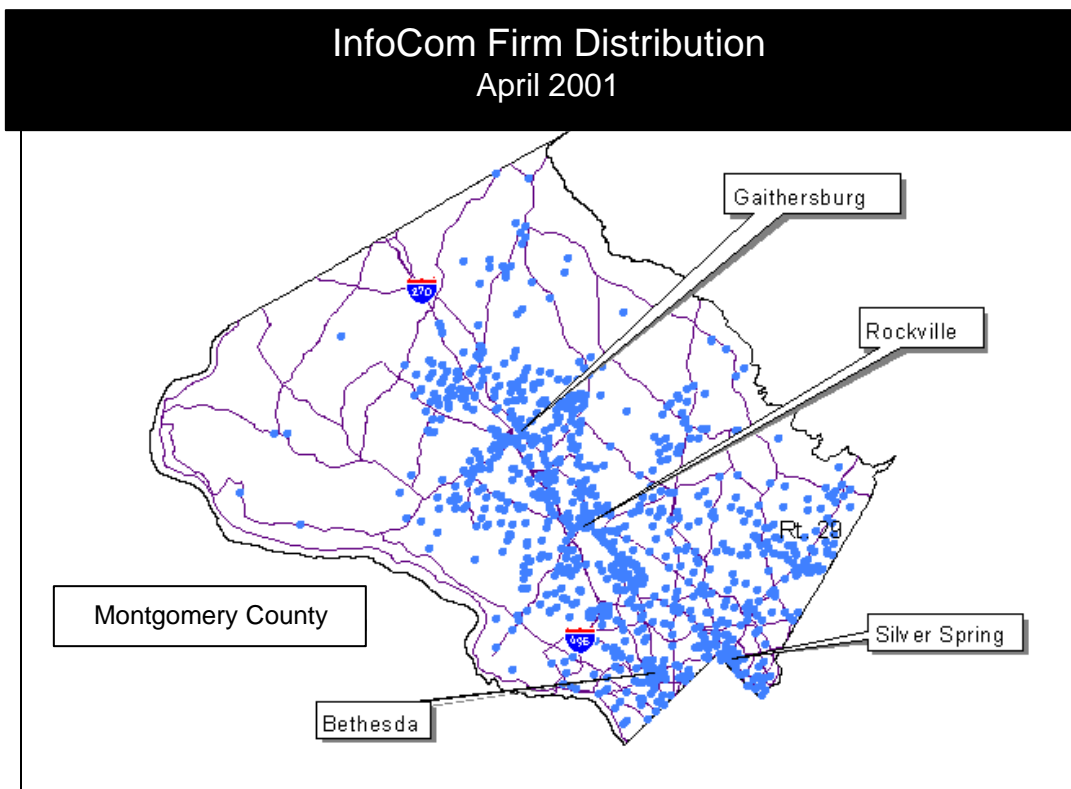 InfoCom Firm Distribution
April 2001
Gaithersburg
270
Rockville
Rt. 29
Montgomery County
495
Silver Spring
Bethesda